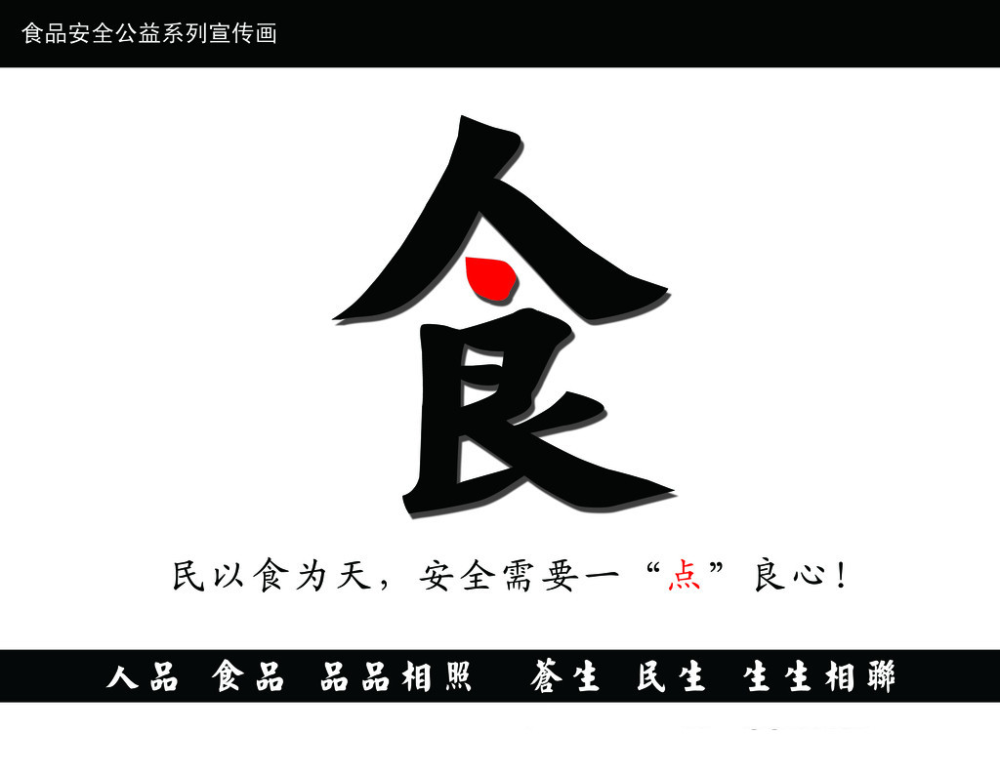 食品安全公益系列宣传画
食
民以食为天，安全需要一“点”良心！
人品 食品 品品相照 蒼生 民生 生生相聯